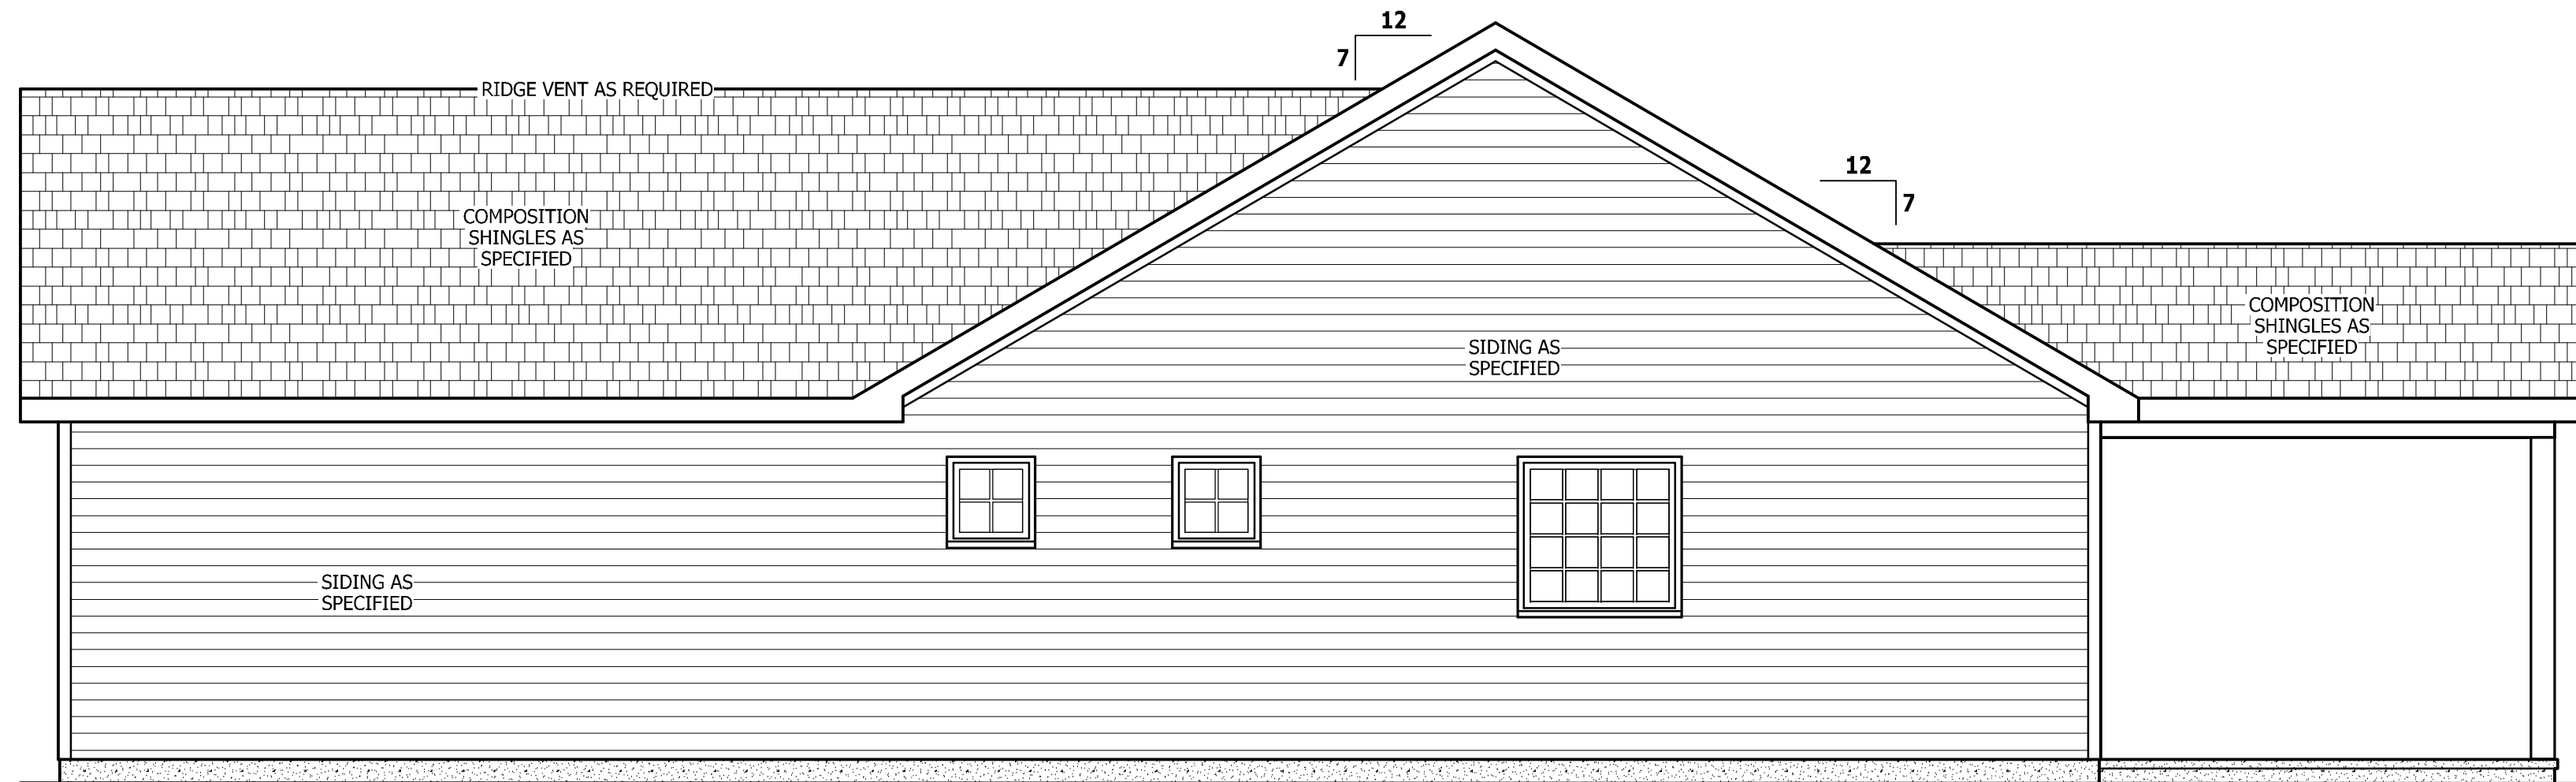 12
7
RIDGE VENT AS REQUIRED
12
7
COMPOSITION
SHINGLES AS
SPECIFIED
COMPOSITION
SHINGLES AS
SPECIFIED
SIDING AS
SPECIFIED
SIDING AS
SPECIFIED